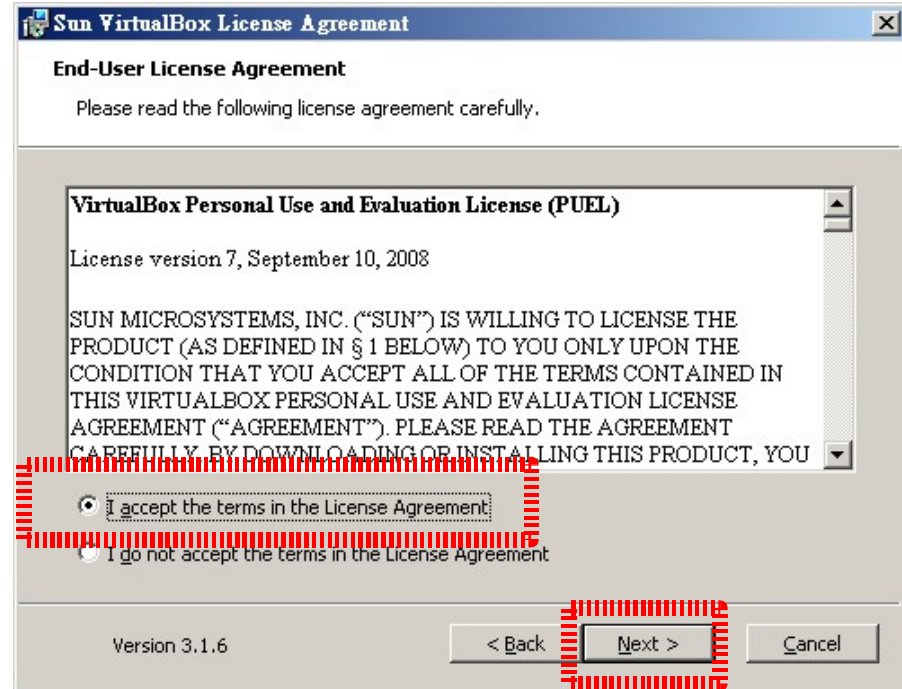 Sun VirtualBox License Agreement
End-User License Agreement
Please read the following license agreement carefully.
VirtualBox Personal Use and Evaluation License (PUEL)
License version 7, September 10, 2008
SUN MICROSYSTEMS, INC. (“SUN”) IS WILLING TO LICENSE THE
PRODUCT (AS DEFINED IN § 1 BELOW) TO YOU ONLY UPON THE
CONDITION THAT YOU ACCEPT ALL OF THE TERMS CONTAINED IN
THIS VIRTUALBOX PERSONAL USE AND EVALUATION LICENSE
AGREEMENT (“AGREEMENT”). PLEASE READ THE AGREEMENT
CAREFULLY. BY DOWNLOADING OR INSTALLING THIS PRODUCT, YOU
I accept the terms in the License Agreement
I do not accept the terms in the License Agreement
Version 3.1.6
< Back
Next >
Cancel